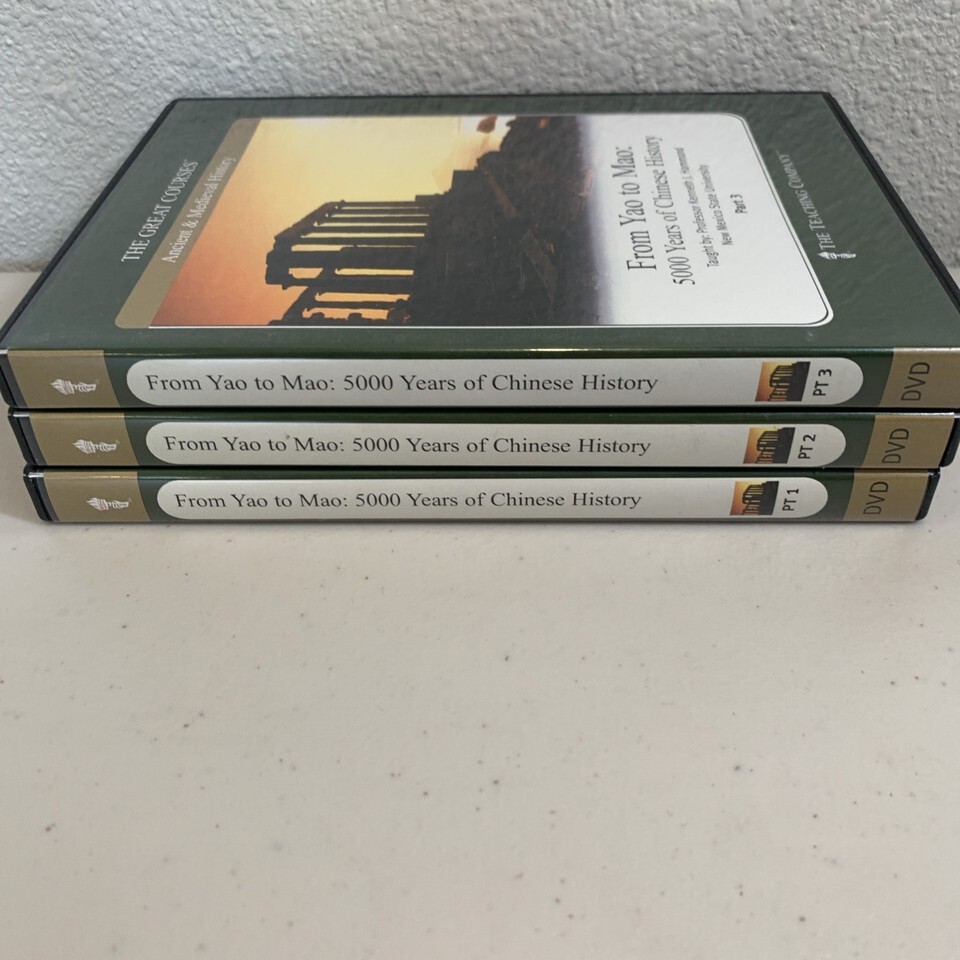 THE GREAT COURSES®
Ancient & Medieval History
From Yao to Mao:
5000 Years of Chinese History
Taught by: Professor Kenneth J. Hammond
New Mexico State University
Part 3
THE TEACHING COMPANY®
From Yao to Mao: 5000 Years of Chinese History
PT 3
DVD
From Yao to Mao: 5000 Years of Chinese History
PT 2
DVD
From Yao to Mao: 5000 Years of Chinese History
PT 1
DVD